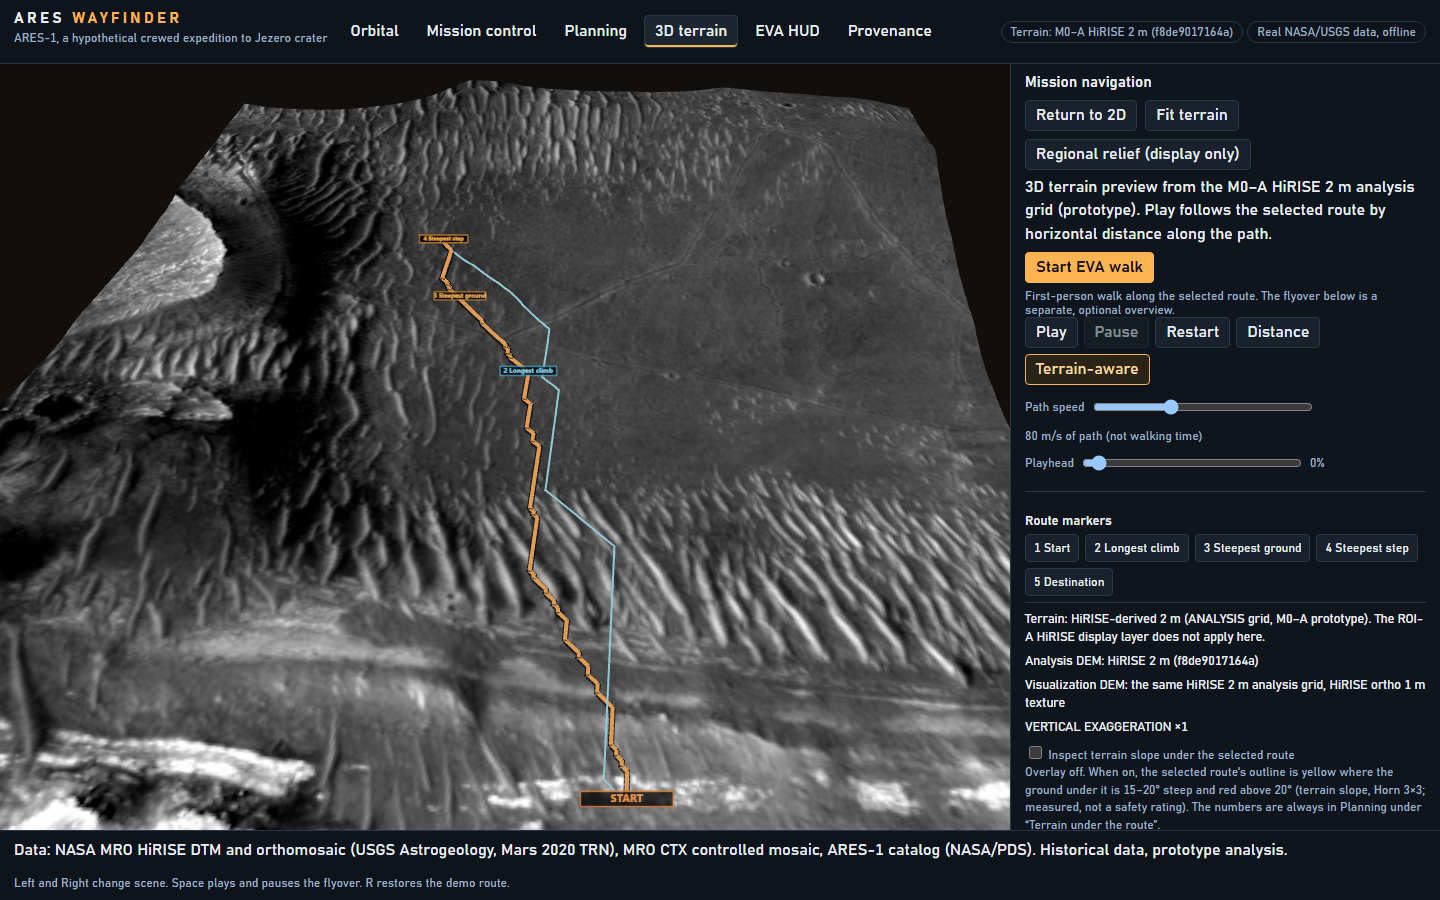 ARES WAYFINDER
ARES-1, a hypothetical crewed expedition to Jezero crater
Orbital
Mission control
Planning
3D terrain
EVA HUD
Provenance
Terrain: M0-A HiRISE 2 m (f8de9017164a)
Real NASA/USGS data, offline
4 Steepest step
3 Steepest ground
2 Longest climb
START
Mission navigation
Return to 2D
Fit terrain
Regional relief (display only)
3D terrain preview from the M0-A HiRISE 2 m analysis
grid (prototype). Play follows the selected route by
horizontal distance along the path.
Start EVA walk
First-person walk along the selected route. The flyover below is a
separate, optional overview.
Play
Pause
Restart
Distance
Terrain-aware
Path speed
80 m/s of path (not walking time)
Playhead
0%
Route markers
1 Start
2 Longest climb
3 Steepest ground
4 Steepest step
5 Destination
Terrain: HiRISE-derived 2 m (ANALYSIS grid, M0-A prototype). The ROI-
A HiRISE display layer does not apply here.
Analysis DEM: HiRISE 2 m (f8de9017164a)
Visualization DEM: the same HiRISE 2 m analysis grid, HiRISE ortho 1 m
texture
VERTICAL EXAGGERATION ×1
Inspect terrain slope under the selected route
Overlay off. When on, the selected route's outline is yellow where the
ground under it is 15–20° steep and red above 20° (terrain slope, Horn 3×3;
measured, not a safety rating). The numbers are always in Planning under
"Terrain under the route".
Data: NASA MRO HiRISE DTM and orthomosaic (USGS Astrogeology, Mars 2020 TRN), MRO CTX controlled mosaic, ARES-1 catalog (NASA/PDS). Historical data, prototype analysis.
Left and Right change scene. Space plays and pauses the flyover. R restores the demo route.